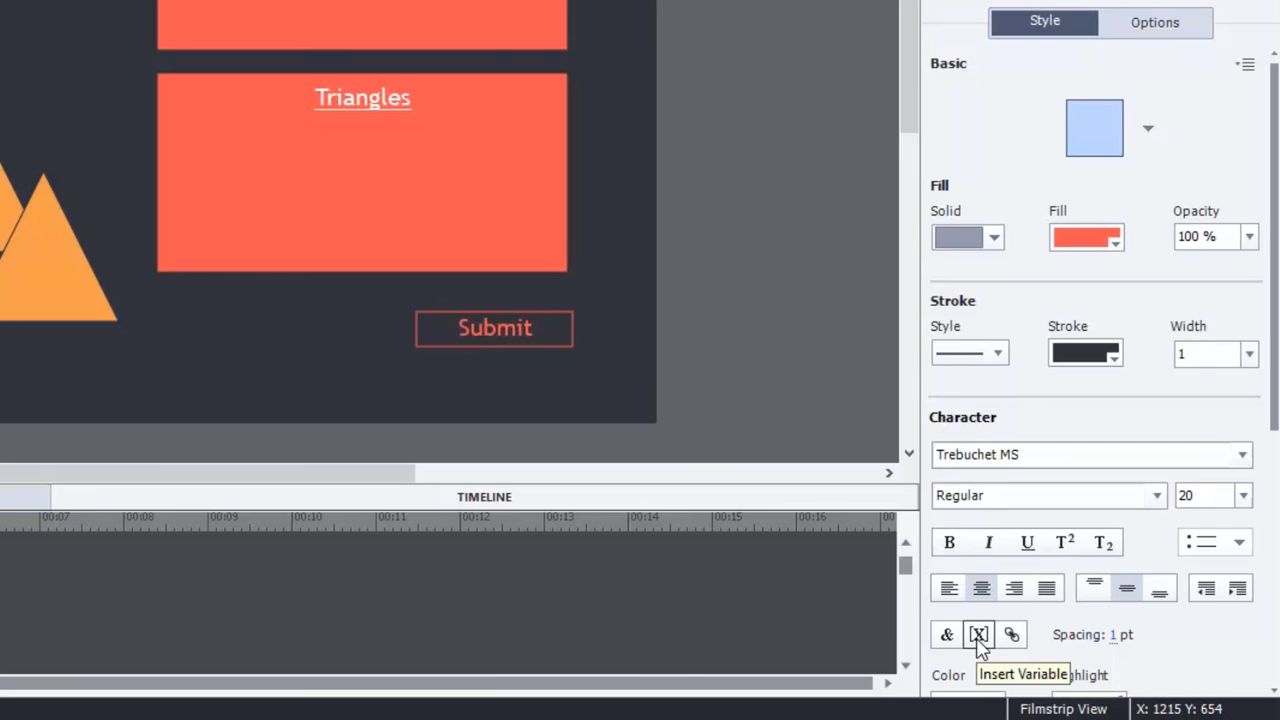 Style Options
Basic
Triangles
Fill
Solid Fill Opacity
100 %
Stroke
Submit
Style Stroke Width
1
Character
Trebuchet MS
TIMELINE
Regular 20
00:07 00:08 00:09 00:10 00:11 00:12 00:13 00:14 00:15 00:16 00
B I U T2 T2
& [X] Spacing: 1 pt
Color Insert Variable
Filmstrip View X: 1215 Y: 654